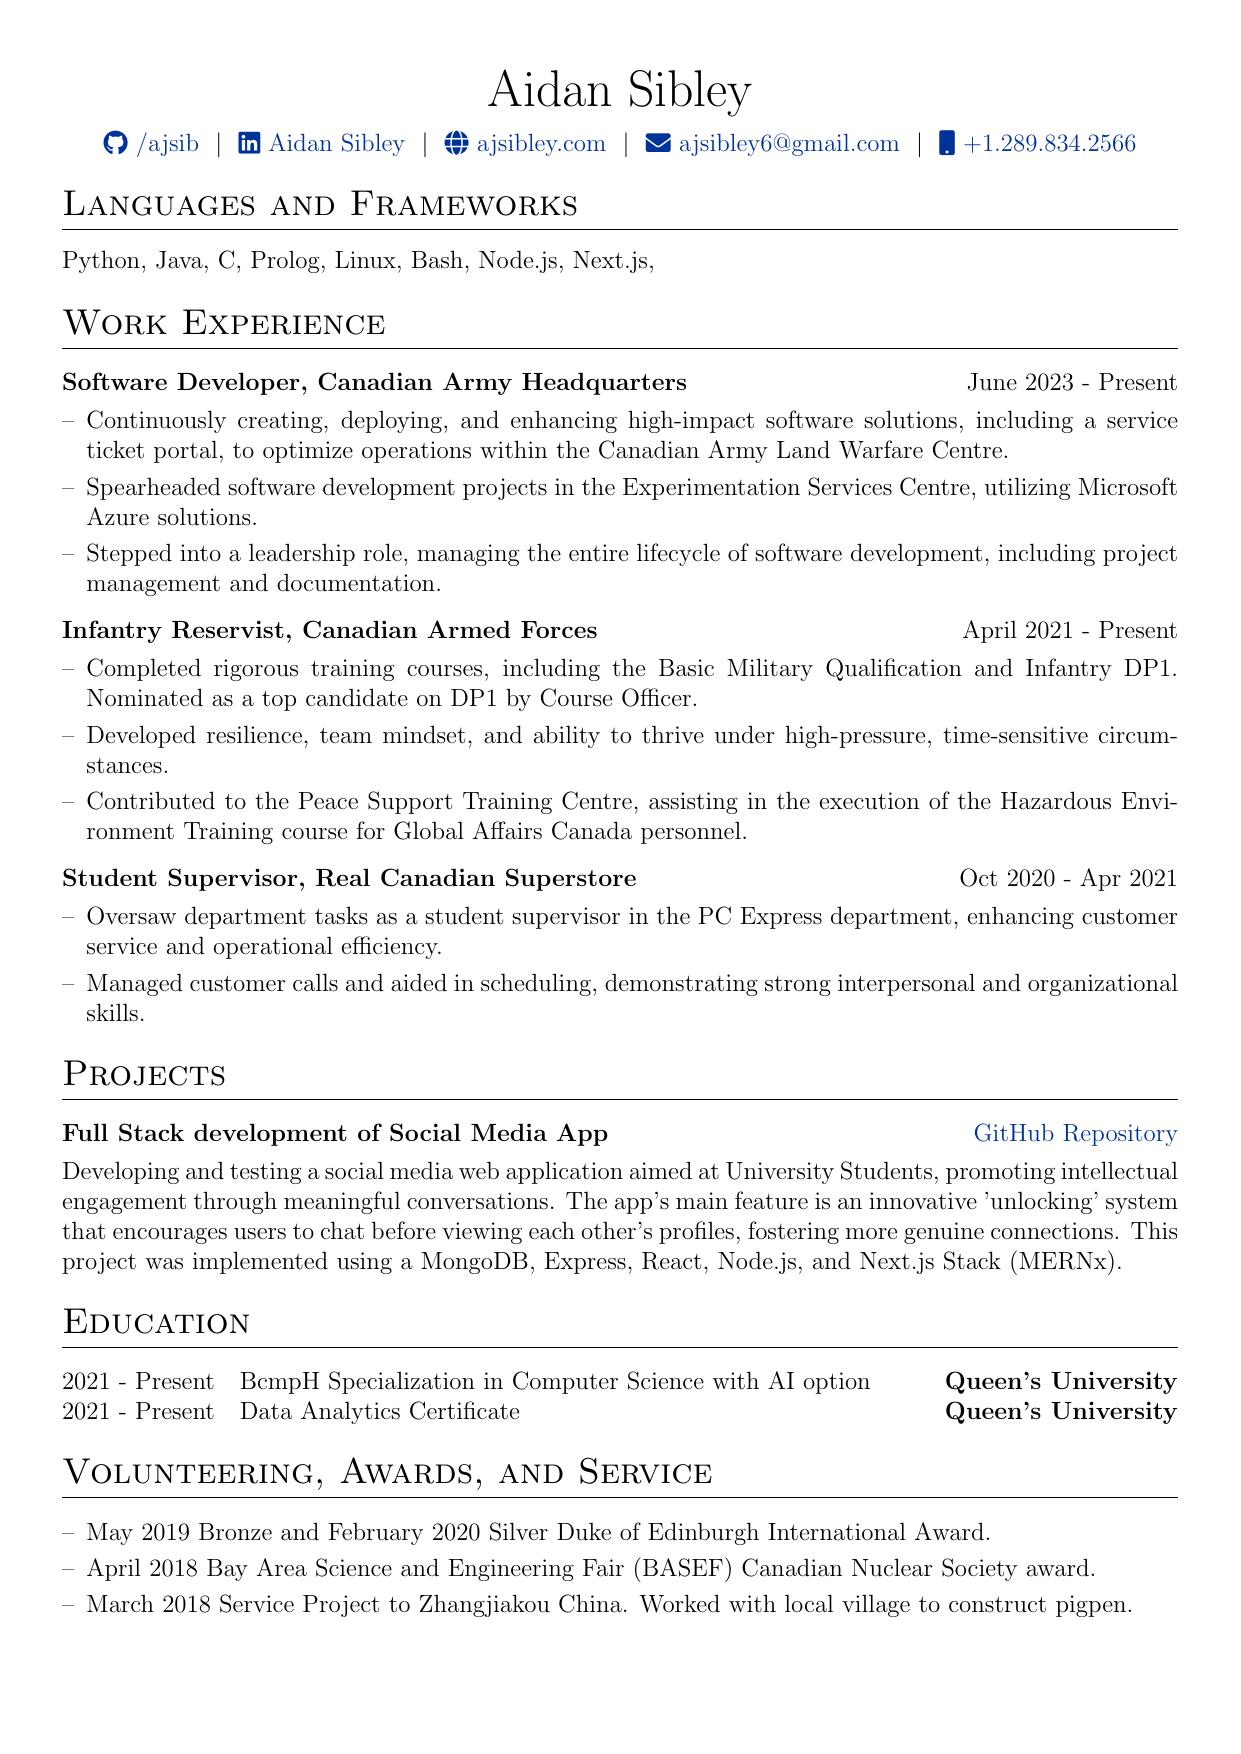 Aidan Sibley
/ajsib | Aidan Sibley | ajsibley.com | ajsibley6@gmail.com | +1.289.834.2566
Languages and Frameworks
Python, Java, C, Prolog, Linux, Bash, Node.js, Next.js,
Work Experience
Software Developer, Canadian Army Headquarters June 2023 - Present
– Continuously creating, deploying, and enhancing high-impact software solutions, including a service
ticket portal, to optimize operations within the Canadian Army Land Warfare Centre.
– Spearheaded software development projects in the Experimentation Services Centre, utilizing Microsoft
Azure solutions.
– Stepped into a leadership role, managing the entire lifecycle of software development, including project
management and documentation.
Infantry Reservist, Canadian Armed Forces April 2021 - Present
– Completed rigorous training courses, including the Basic Military Qualification and Infantry DP1.
Nominated as a top candidate on DP1 by Course Officer.
– Developed resilience, team mindset, and ability to thrive under high-pressure, time-sensitive circum-
stances.
– Contributed to the Peace Support Training Centre, assisting in the execution of the Hazardous Envi-
ronment Training course for Global Affairs Canada personnel.
Student Supervisor, Real Canadian Superstore Oct 2020 - Apr 2021
– Oversaw department tasks as a student supervisor in the PC Express department, enhancing customer
service and operational efficiency.
– Managed customer calls and aided in scheduling, demonstrating strong interpersonal and organizational
skills.
Projects
Full Stack development of Social Media App GitHub Repository
Developing and testing a social media web application aimed at University Students, promoting intellectual
engagement through meaningful conversations. The app's main feature is an innovative 'unlocking' system
that encourages users to chat before viewing each other's profiles, fostering more genuine connections. This
project was implemented using a MongoDB, Express, React, Node.js, and Next.js Stack (MERNx).
Education
2021 - Present BcmpH Specialization in Computer Science with AI option Queen's University
2021 - Present Data Analytics Certificate Queen's University
Volunteering, Awards, and Service
– May 2019 Bronze and February 2020 Silver Duke of Edinburgh International Award.
– April 2018 Bay Area Science and Engineering Fair (BASEF) Canadian Nuclear Society award.
– March 2018 Service Project to Zhangjiakou China. Worked with local village to construct pigpen.